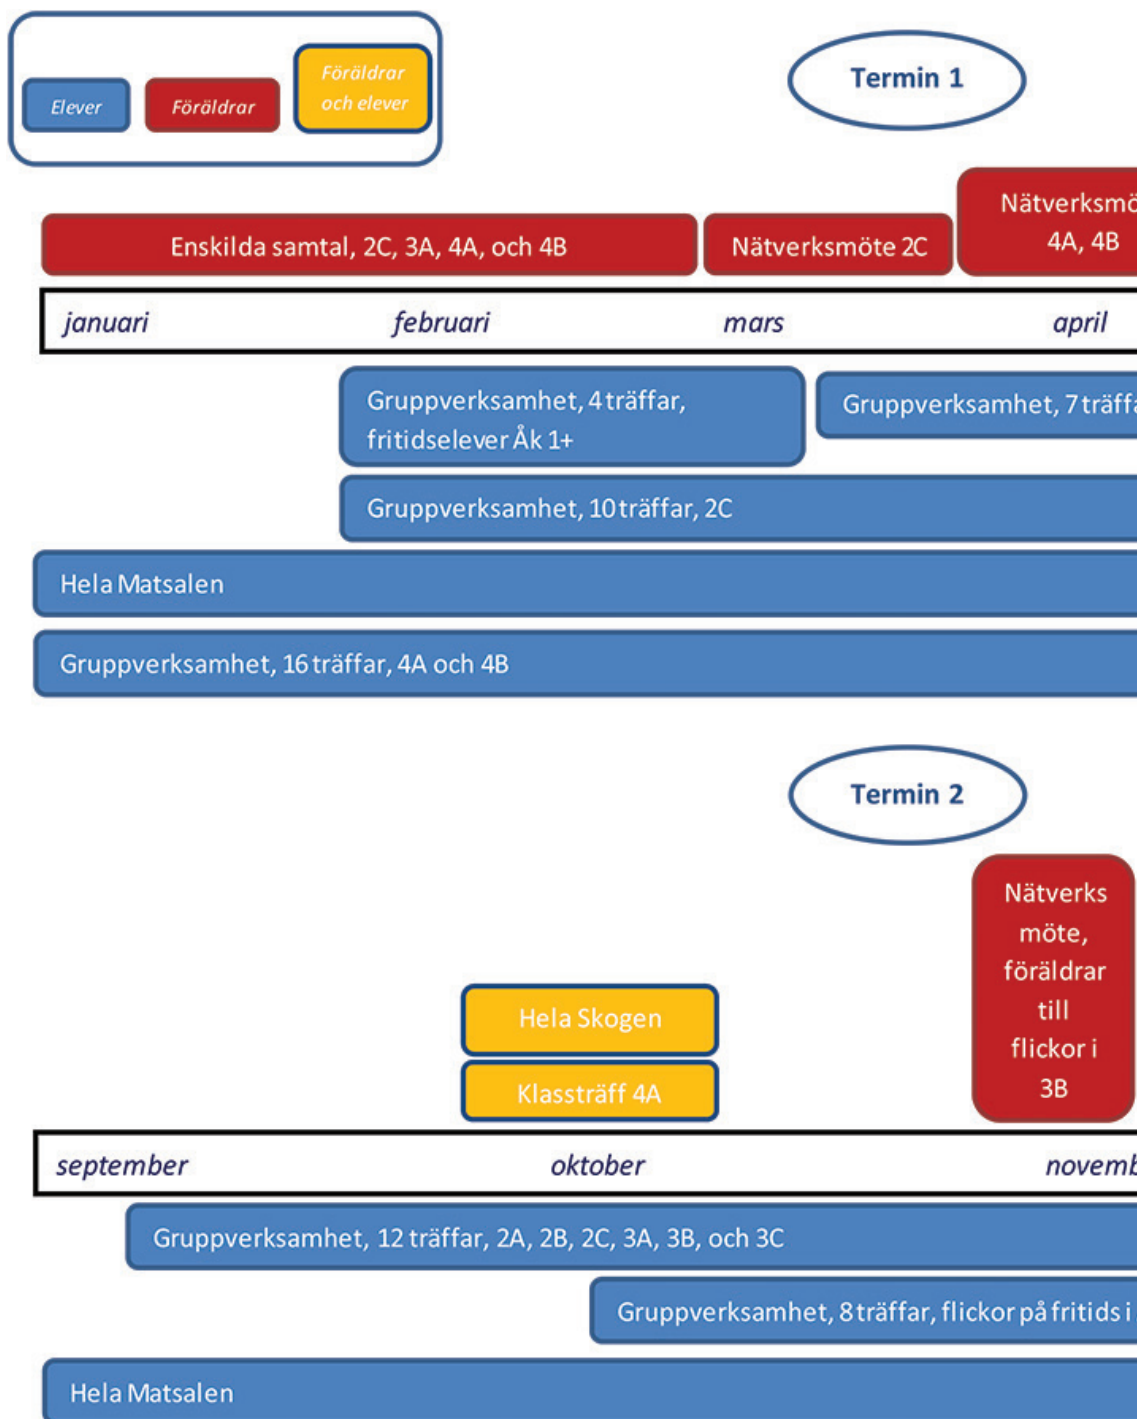 Elever
Föräldrar
Föräldrar
och elever
Termin 1
Enskilda samtal, 2C, 3A, 4A, och 4B
Nätverksmöte 2C
4A, 4B
januari februari mars april
Gruppverksamhet, 4 träffar,
fritidselever Åk 1+
Gruppverksamhet, 7
Gruppverksamhet, 10 träffar, 2C
Hela Matsalen
Gruppverksamhet, 16 träffar, 4A och 4B
Termin 2
Nätverks
möte,
föräldrar
till
flickor i
3B
Hela Skogen
Klassträff 4A
september oktober
Gruppverksamhet, 12 träffar, 2A, 2B, 2C, 3A, 3B, och 3C
Gruppverksamhet, 8 träffar, flickor på fritids i
Hela Matsalen